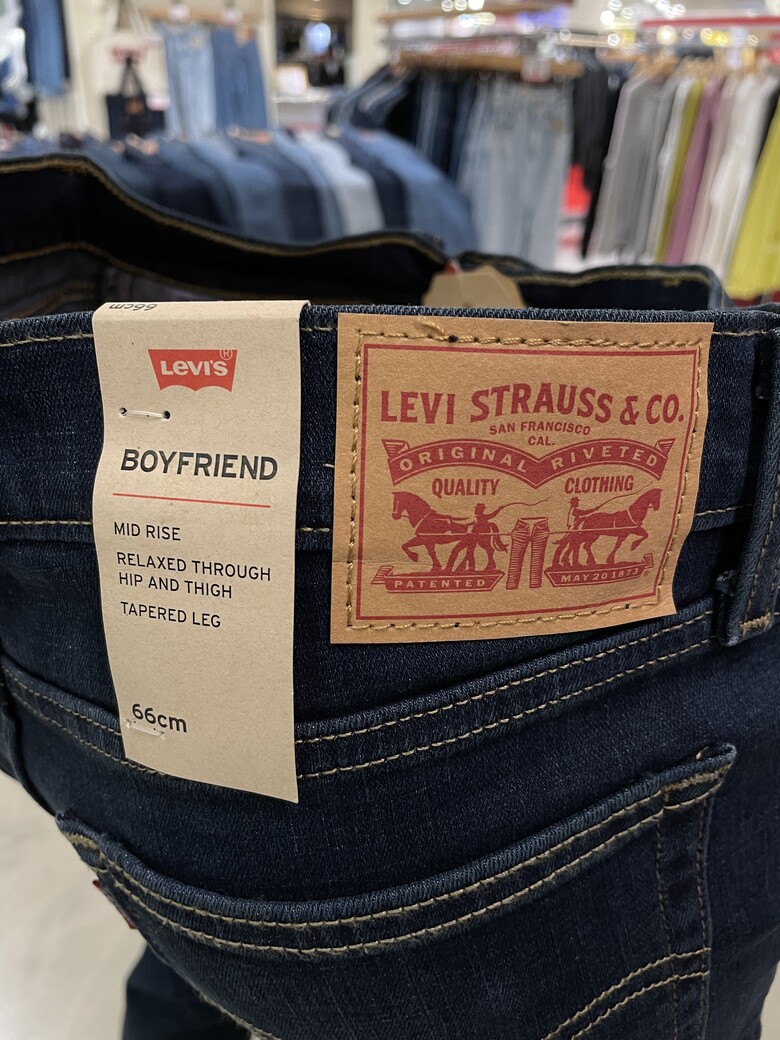 66cm
LEVI'S®
BOYFRIEND
MID RISE
RELAXED THROUGH
HIP AND THIGH
TAPERED LEG
66cm
LEVI STRAUSS & CO.
SAN FRANCISCO
CAL.
ORIGINAL RIVETED
QUALITY CLOTHING
PATENTED MAY 20 1873